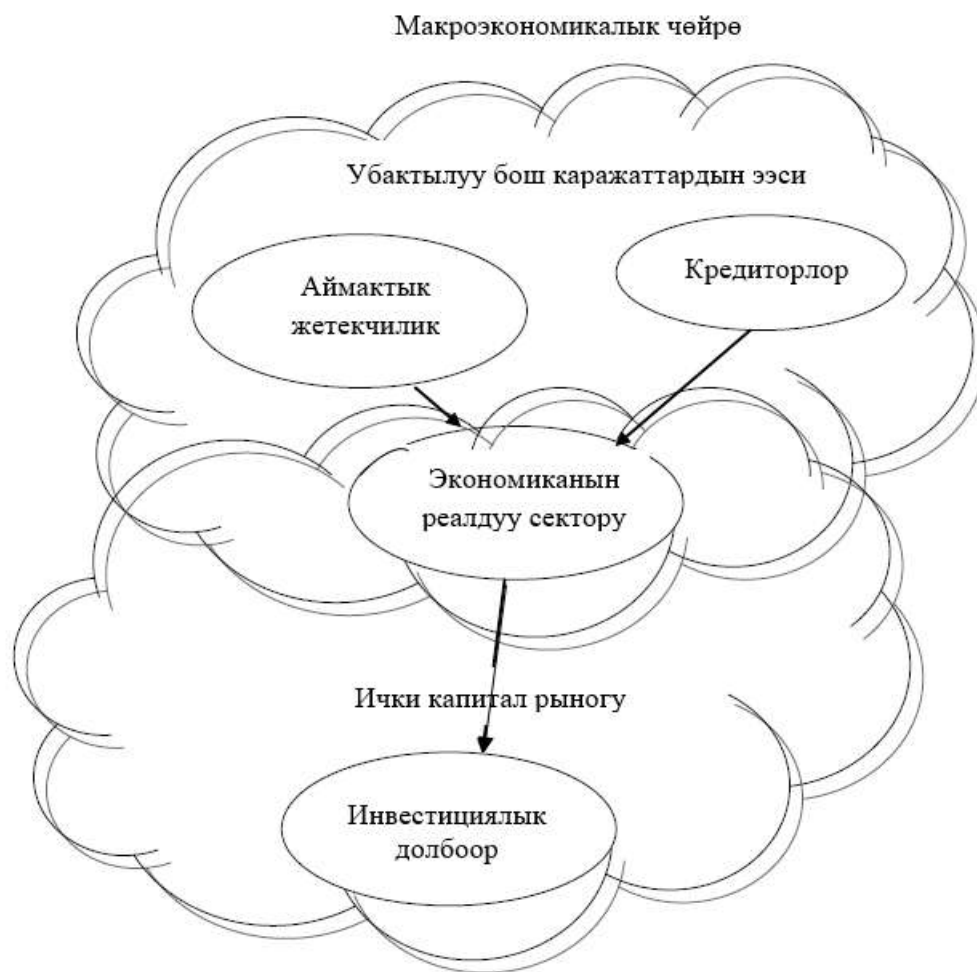 Макроэкономикалык чөйрө
Убактылуу бош каражаттардын ээси
Аймактык
жетекчилик
Кредиторлор
Экономиканын
реалдуу сектору
Ички капитал рыногу
Инвестициялык
долбоор